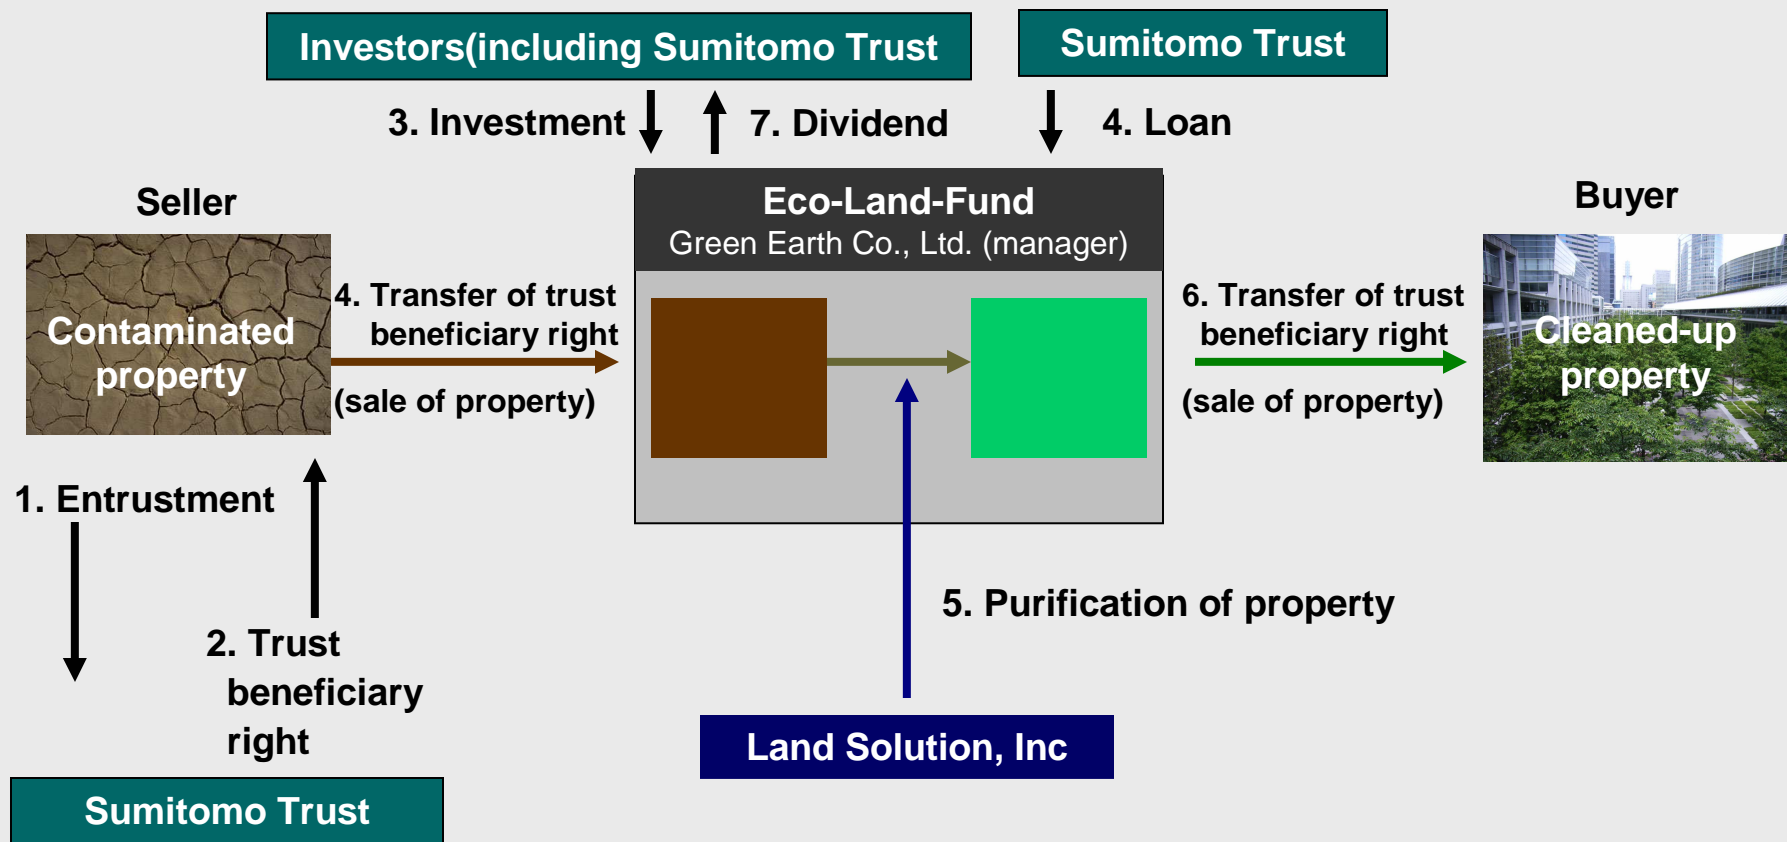 Investors(including Sumitomo Trust
Sumitomo Trust
3. Investment
7. Dividend
4. Loan
Seller
Contaminated
property
4. Transfer of trust
beneficiary right
(sale of property)
Eco-Land-Fund
Green Earth Co., Ltd. (manager)
6. Transfer of trust
beneficiary right
(sale of property)
Buyer
Cleaned-up
property
1. Entrustment
2. Trust
beneficiary
right
5. Purification of property
Land Solution, Inc
Sumitomo Trust